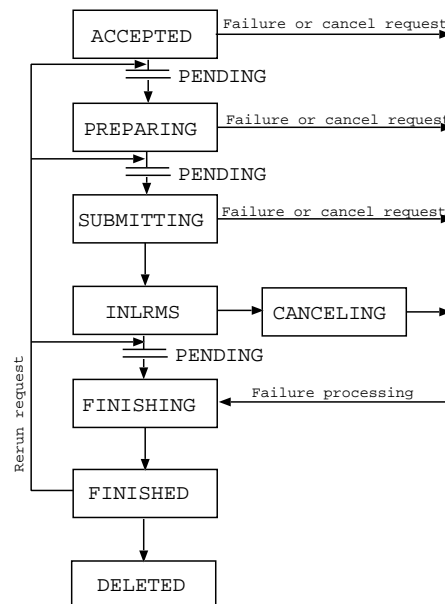 Failure or cancel request
ACCEPTED
PENDING
Failure or cancel request
PREPARING
PENDING
Failure or cancel request
SUBMITTING
INLRMS
CANCELING
PENDING
Rerun request
Failure processing
FINISHING
FINISHED
DELETED